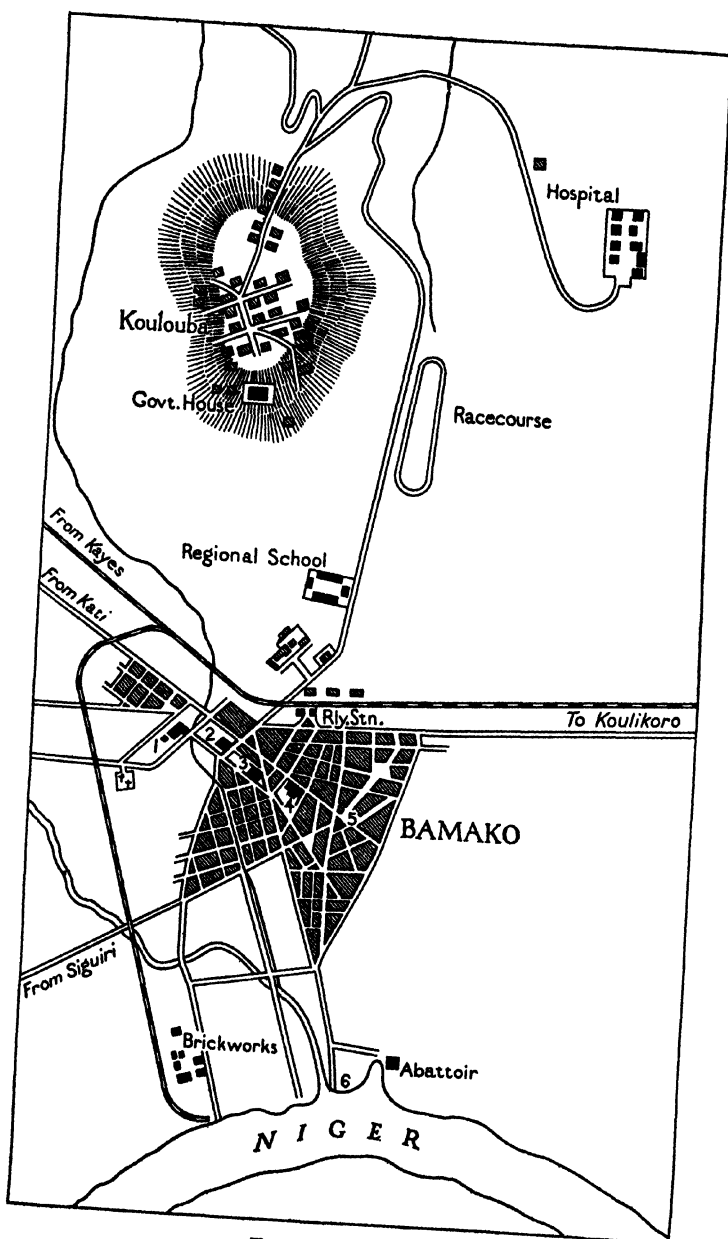 Hospital
Koulouba
Govt. House
Racecourse
From Kayes
Regional School
From Kati
Rly. Stn.
To Koulikoro
1
2
3
4
5
BAMAKO
From Siguiri
Brickworks
Abattoir
6
NIGER